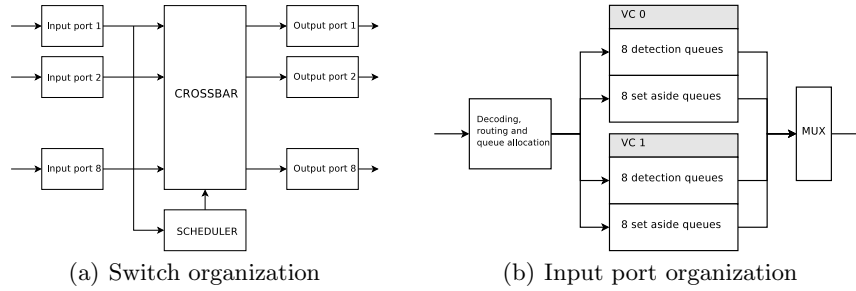 Input port 1
Output port 1
Input port 2
Output port 2
CROSSBAR
Input port 8
Output port 8
SCHEDULER
(a) Switch organization
VC 0
8 detection queues
8 set aside queues
Decoding,
routing and
queue allocation
MUX
VC 1
8 detection queues
8 set aside queues
(b) Input port organization